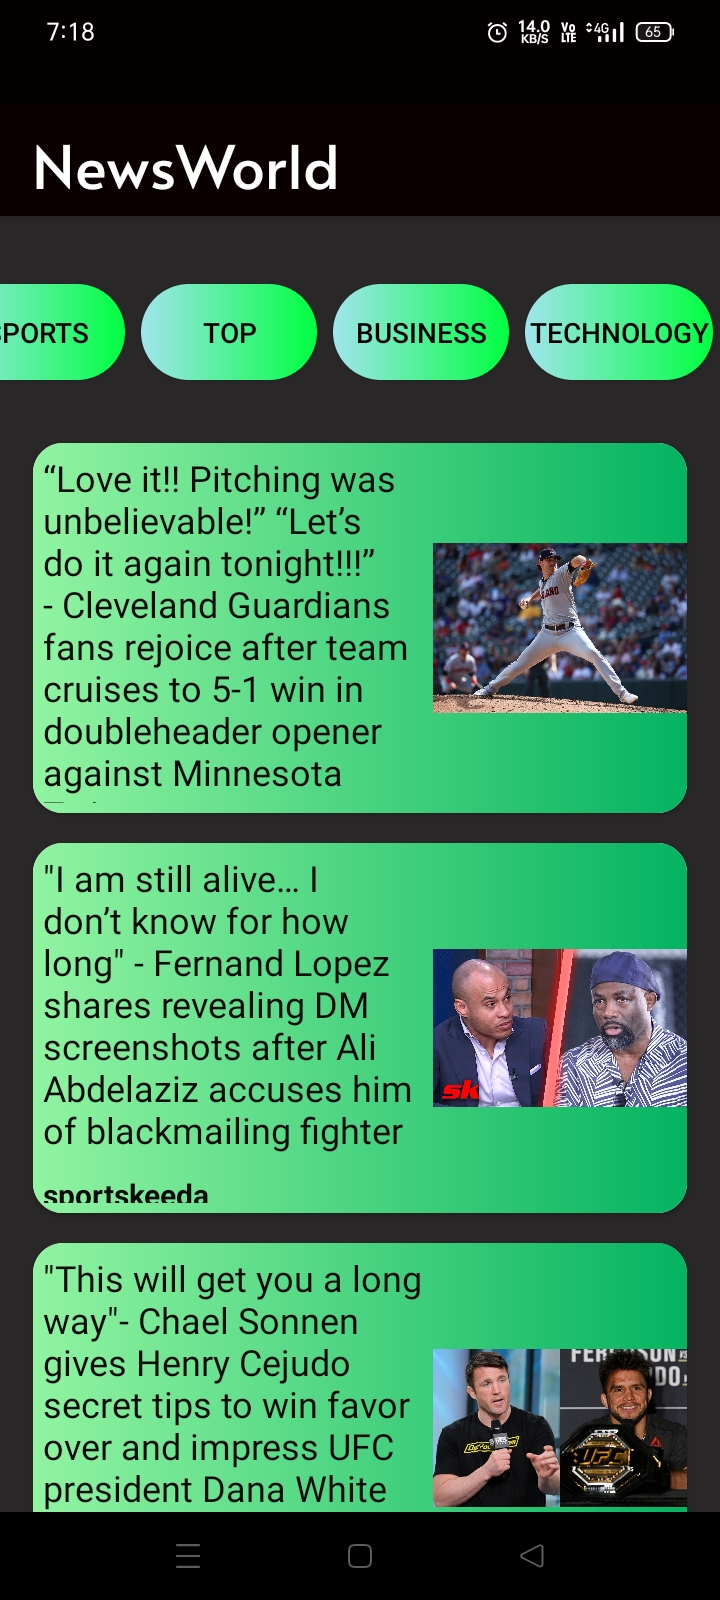 7:18
14.0
KB/S
Vo
LTE
4G
65
NewsWorld
SPORTS
TOP
BUSINESS
TECHNOLOGY
“Love it!! Pitching was
unbelievable!” “Let’s
do it again tonight!!!”
- Cleveland Guardians
fans rejoice after team
cruises to 5-1 win in
doubleheader opener
against Minnesota
"I am still alive… I
don’t know for how
long" - Fernand Lopez
shares revealing DM
screenshots after Ali
Abdelaziz accuses him
of blackmailing fighter
sk
sportskeeda
"This will get you a long
way"- Chael Sonnen
gives Henry Cejudo
secret tips to win favor
over and impress UFC
president Dana White
UFC